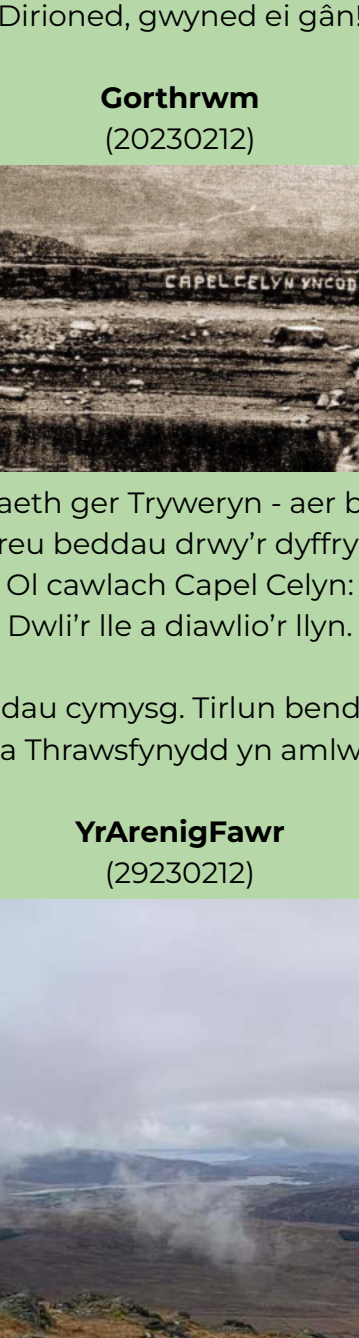 Dirioned, gwyned ei gân!
Gorthrwm
(20230212)
CAPEL CELYN YNCOD
aeth ger Tryweryn - aer b
reu beddau drwy'r dyffry
Ol cawlach Capel Celyn:
Dwli'r lle a diawlio'r llyn.
dau cymysg. Tirlun bend
a Thrawsfynydd yn amlw
YrArenigFawr
(29230212)